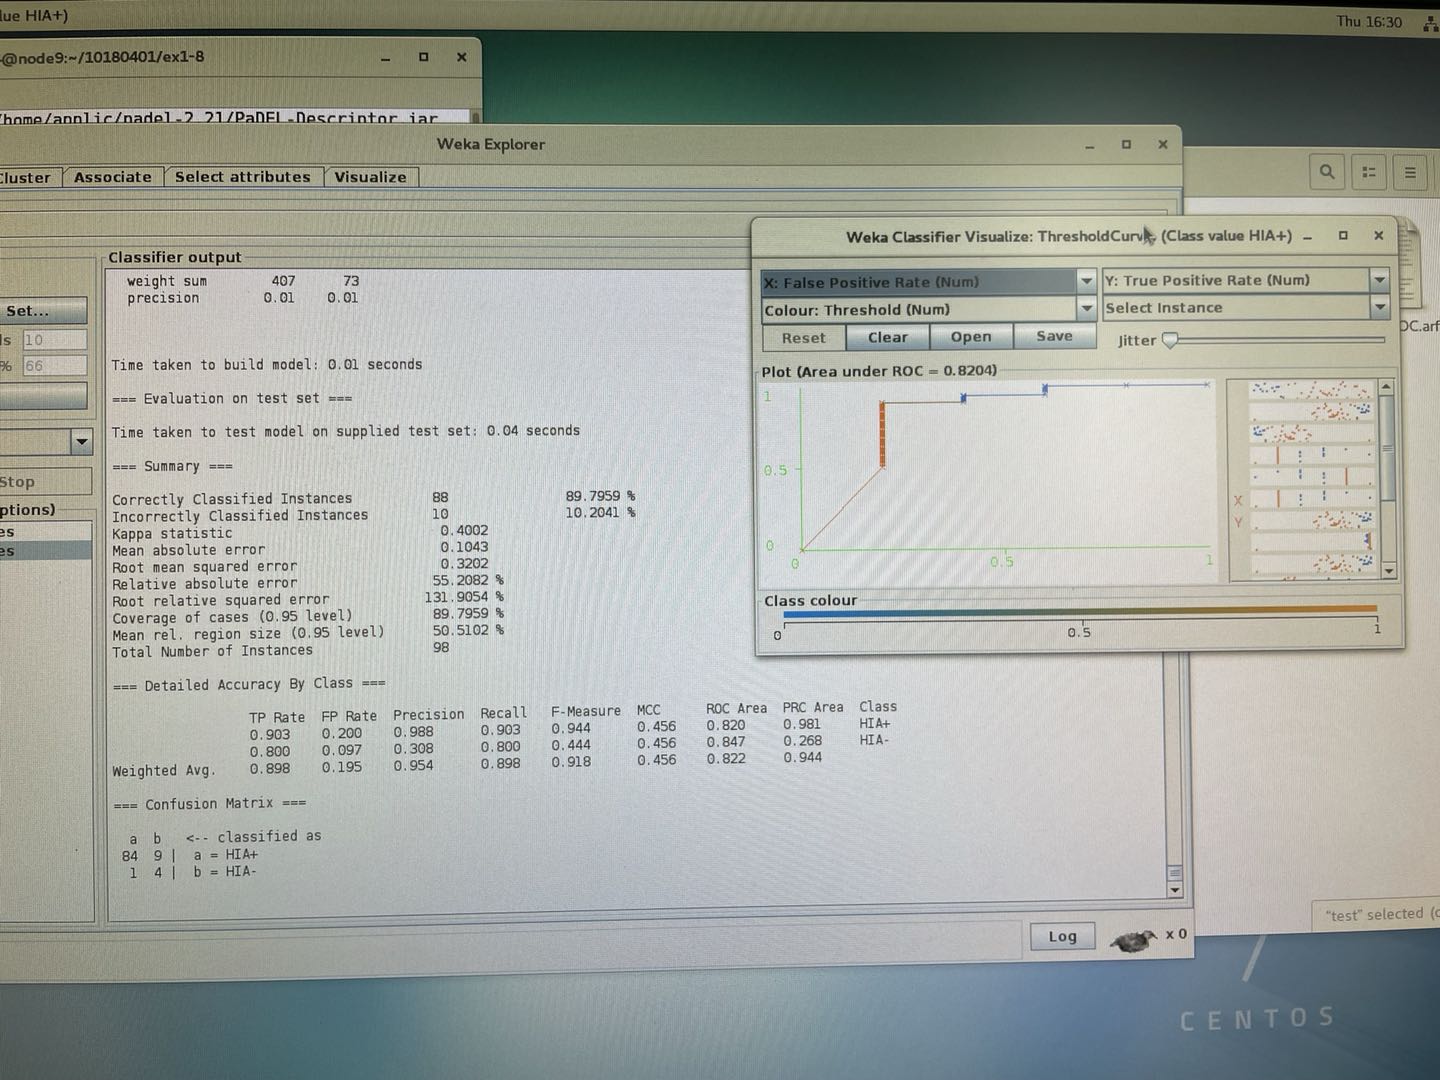 lue HIA+)
Thu 16:30
@node9:~/10180401/ex1-8
/home/applic/padel-2.21/PaDEL-Descriptor.jar
Weka Explorer
Cluster Associate Select attributes Visualize
Set...
ls 10
% 66
Stop
ptions)
es
es
Classifier output
weight sum 407 73
precision 0.01 0.01
Time taken to build model: 0.01 seconds
=== Evaluation on test set ===
Time taken to test model on supplied test set: 0.04 seconds
=== Summary ===
Correctly Classified Instances 88 89.7959 %
Incorrectly Classified Instances 10 10.2041 %
Kappa statistic 0.4002
Mean absolute error 0.1043
Root mean squared error 0.3202
Relative absolute error 55.2082 %
Root relative squared error 131.9054 %
Coverage of cases (0.95 level) 89.7959 %
Mean rel. region size (0.95 level) 50.5102 %
Total Number of Instances 98
=== Detailed Accuracy By Class ===
TP Rate FP Rate Precision Recall F-Measure MCC ROC Area PRC Area Class
0.903 0.200 0.988 0.903 0.944 0.456 0.820 0.981 HIA+
0.800 0.097 0.308 0.800 0.444 0.456 0.847 0.268 HIA-
Weighted Avg. 0.898 0.195 0.954 0.898 0.918 0.456 0.822 0.944
=== Confusion Matrix ===
a b <-- classified as
84 9 | a = HIA+
1 4 | b = HIA-
Log
x 0
Weka Classifier Visualize: ThresholdCurve. (Class value HIA+)
X: False Positive Rate (Num)
Y: True Positive Rate (Num)
Colour: Threshold (Num)
Select Instance
Reset Clear Open Save
Jitter
Plot (Area under ROC = 0.8204)
1
0.5
0
0 0.5 1
X
Y
Class colour
0 0.5 1
OC.arf
"test" selected (c
7
CENTOS